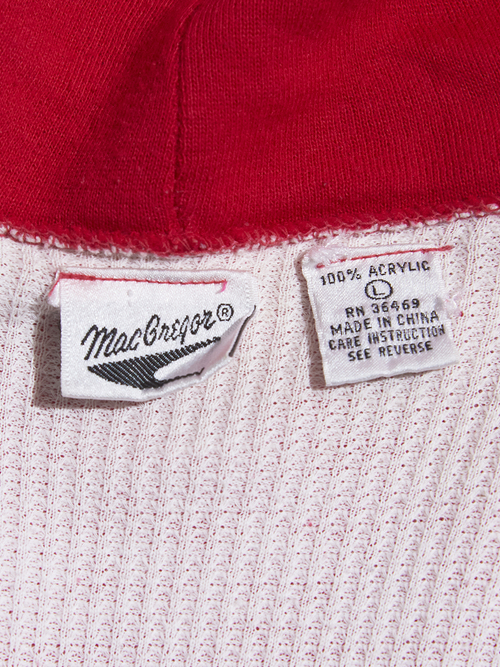 MacGregor®
100% ACRYLIC
L
RN 36469
MADE IN CHINA
CARE INSTRUCTION
SEE REVERSE